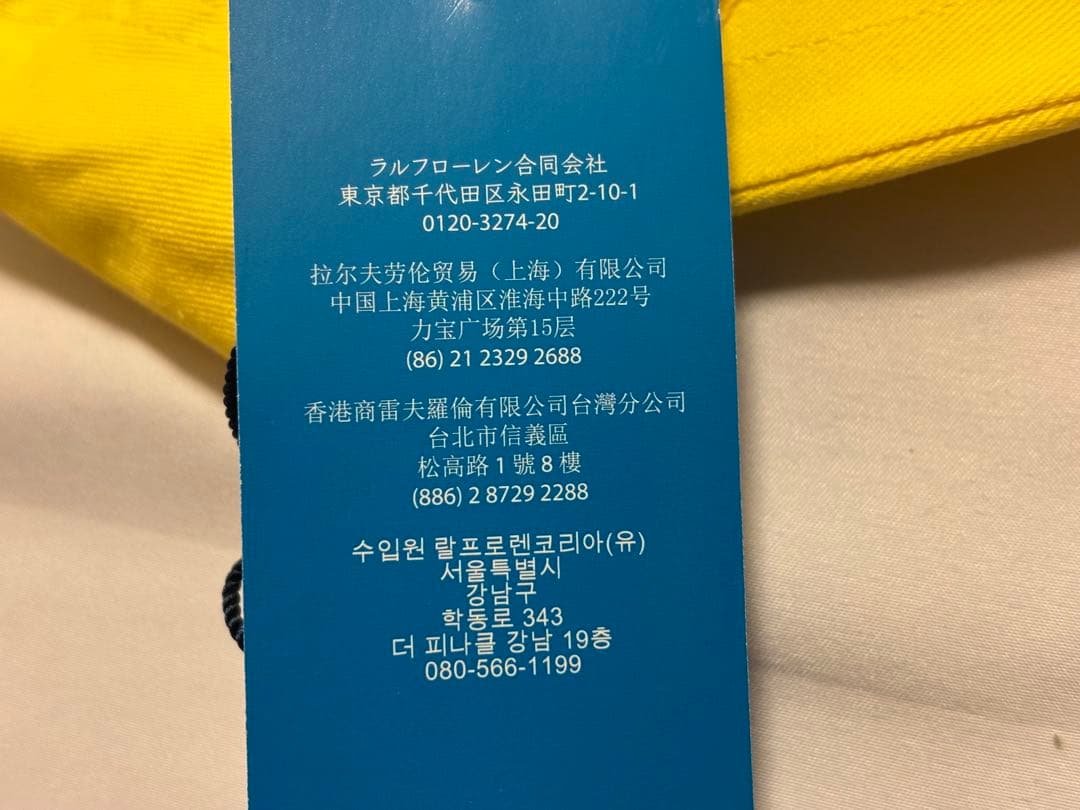 ラルフローレン合同会社
東京都千代田区永田町2-10-1
0120-3274-20
拉尔夫劳伦贸易（上海）有限公司
中国上海黄浦区淮海中路222号
力宝广场第15层
(86) 21 2329 2688
香港商雷夫羅倫有限公司台灣分公司
台北市信義區
松高路 1 號 8 樓
(886) 2 8729 2288
수입원 랄프로렌코리아(유)
서울특별시
강남구
학동로 343
더 피나클 강남 19층
080-566-1199